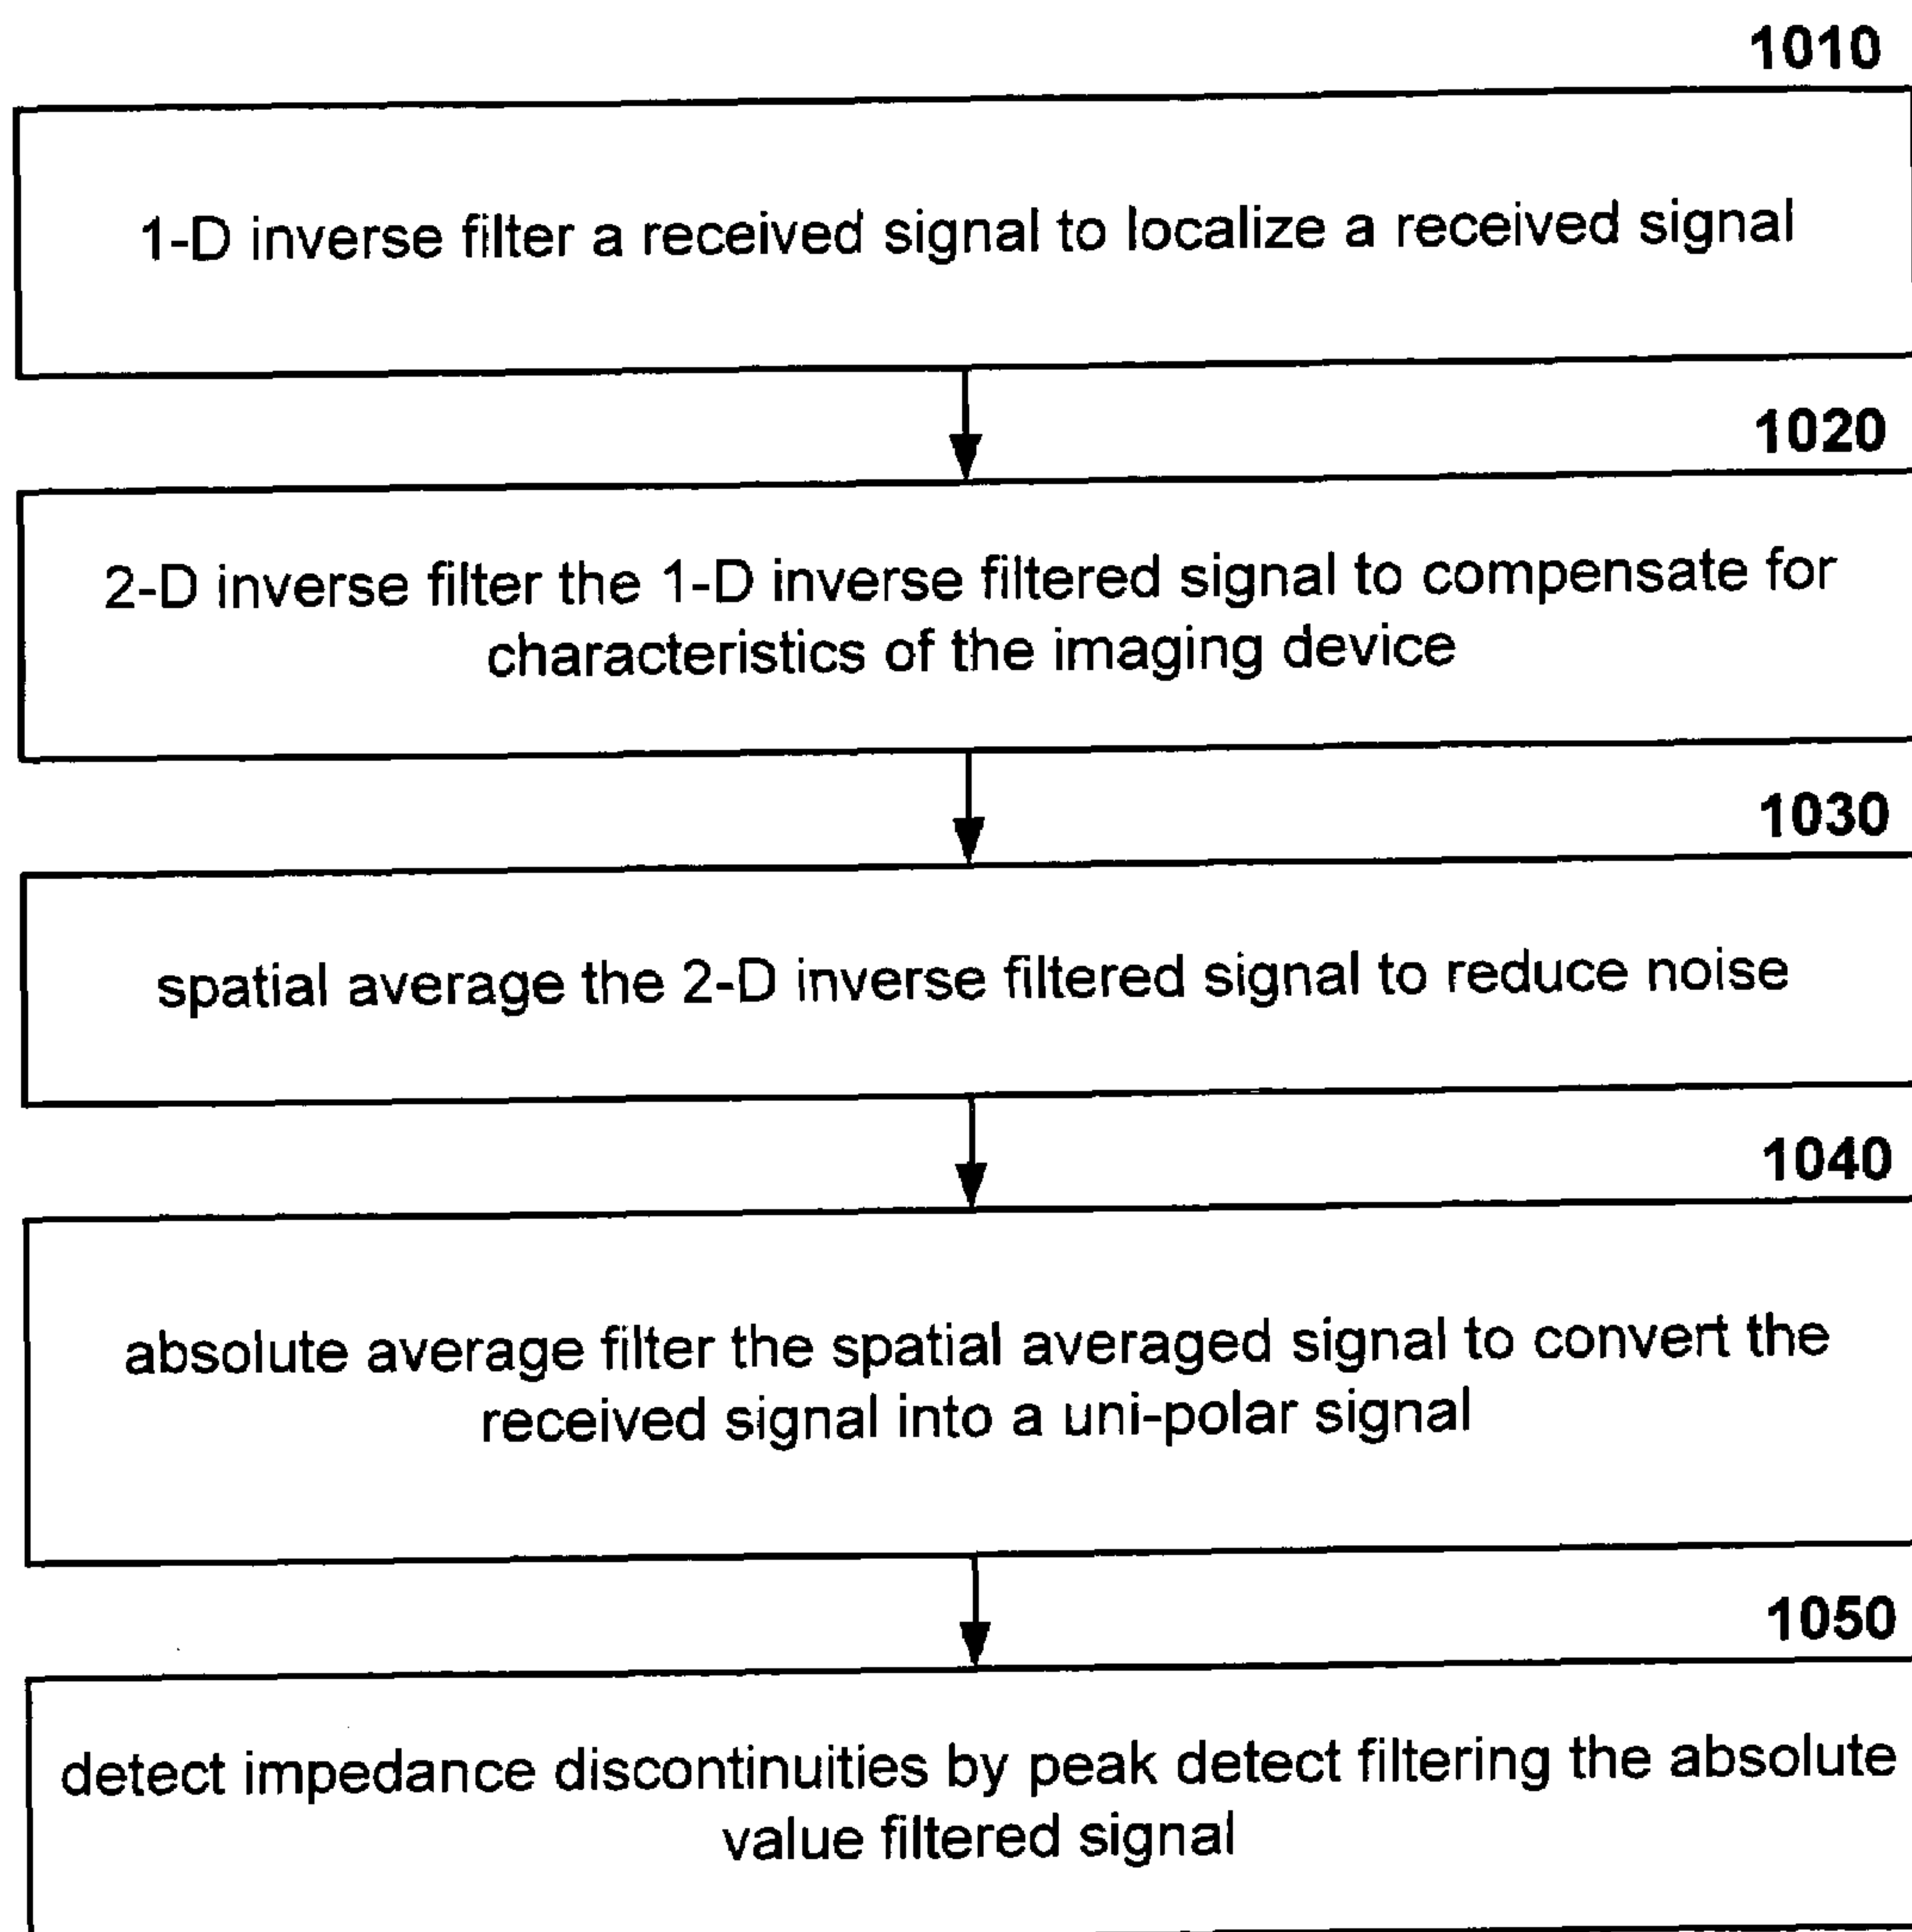 1010
1-D inverse filter a received signal to localize a received signal
1020
2-D inverse filter the 1-D inverse filtered signal to compensate for
characteristics of the imaging device
1030
spatial average the 2-D inverse filtered signal to reduce noise
1040
absolute average filter the spatial averaged signal to convert the
received signal into a uni-polar signal
1050
detect impedance discontinuities by peak detect filtering the absolute
value filtered signal